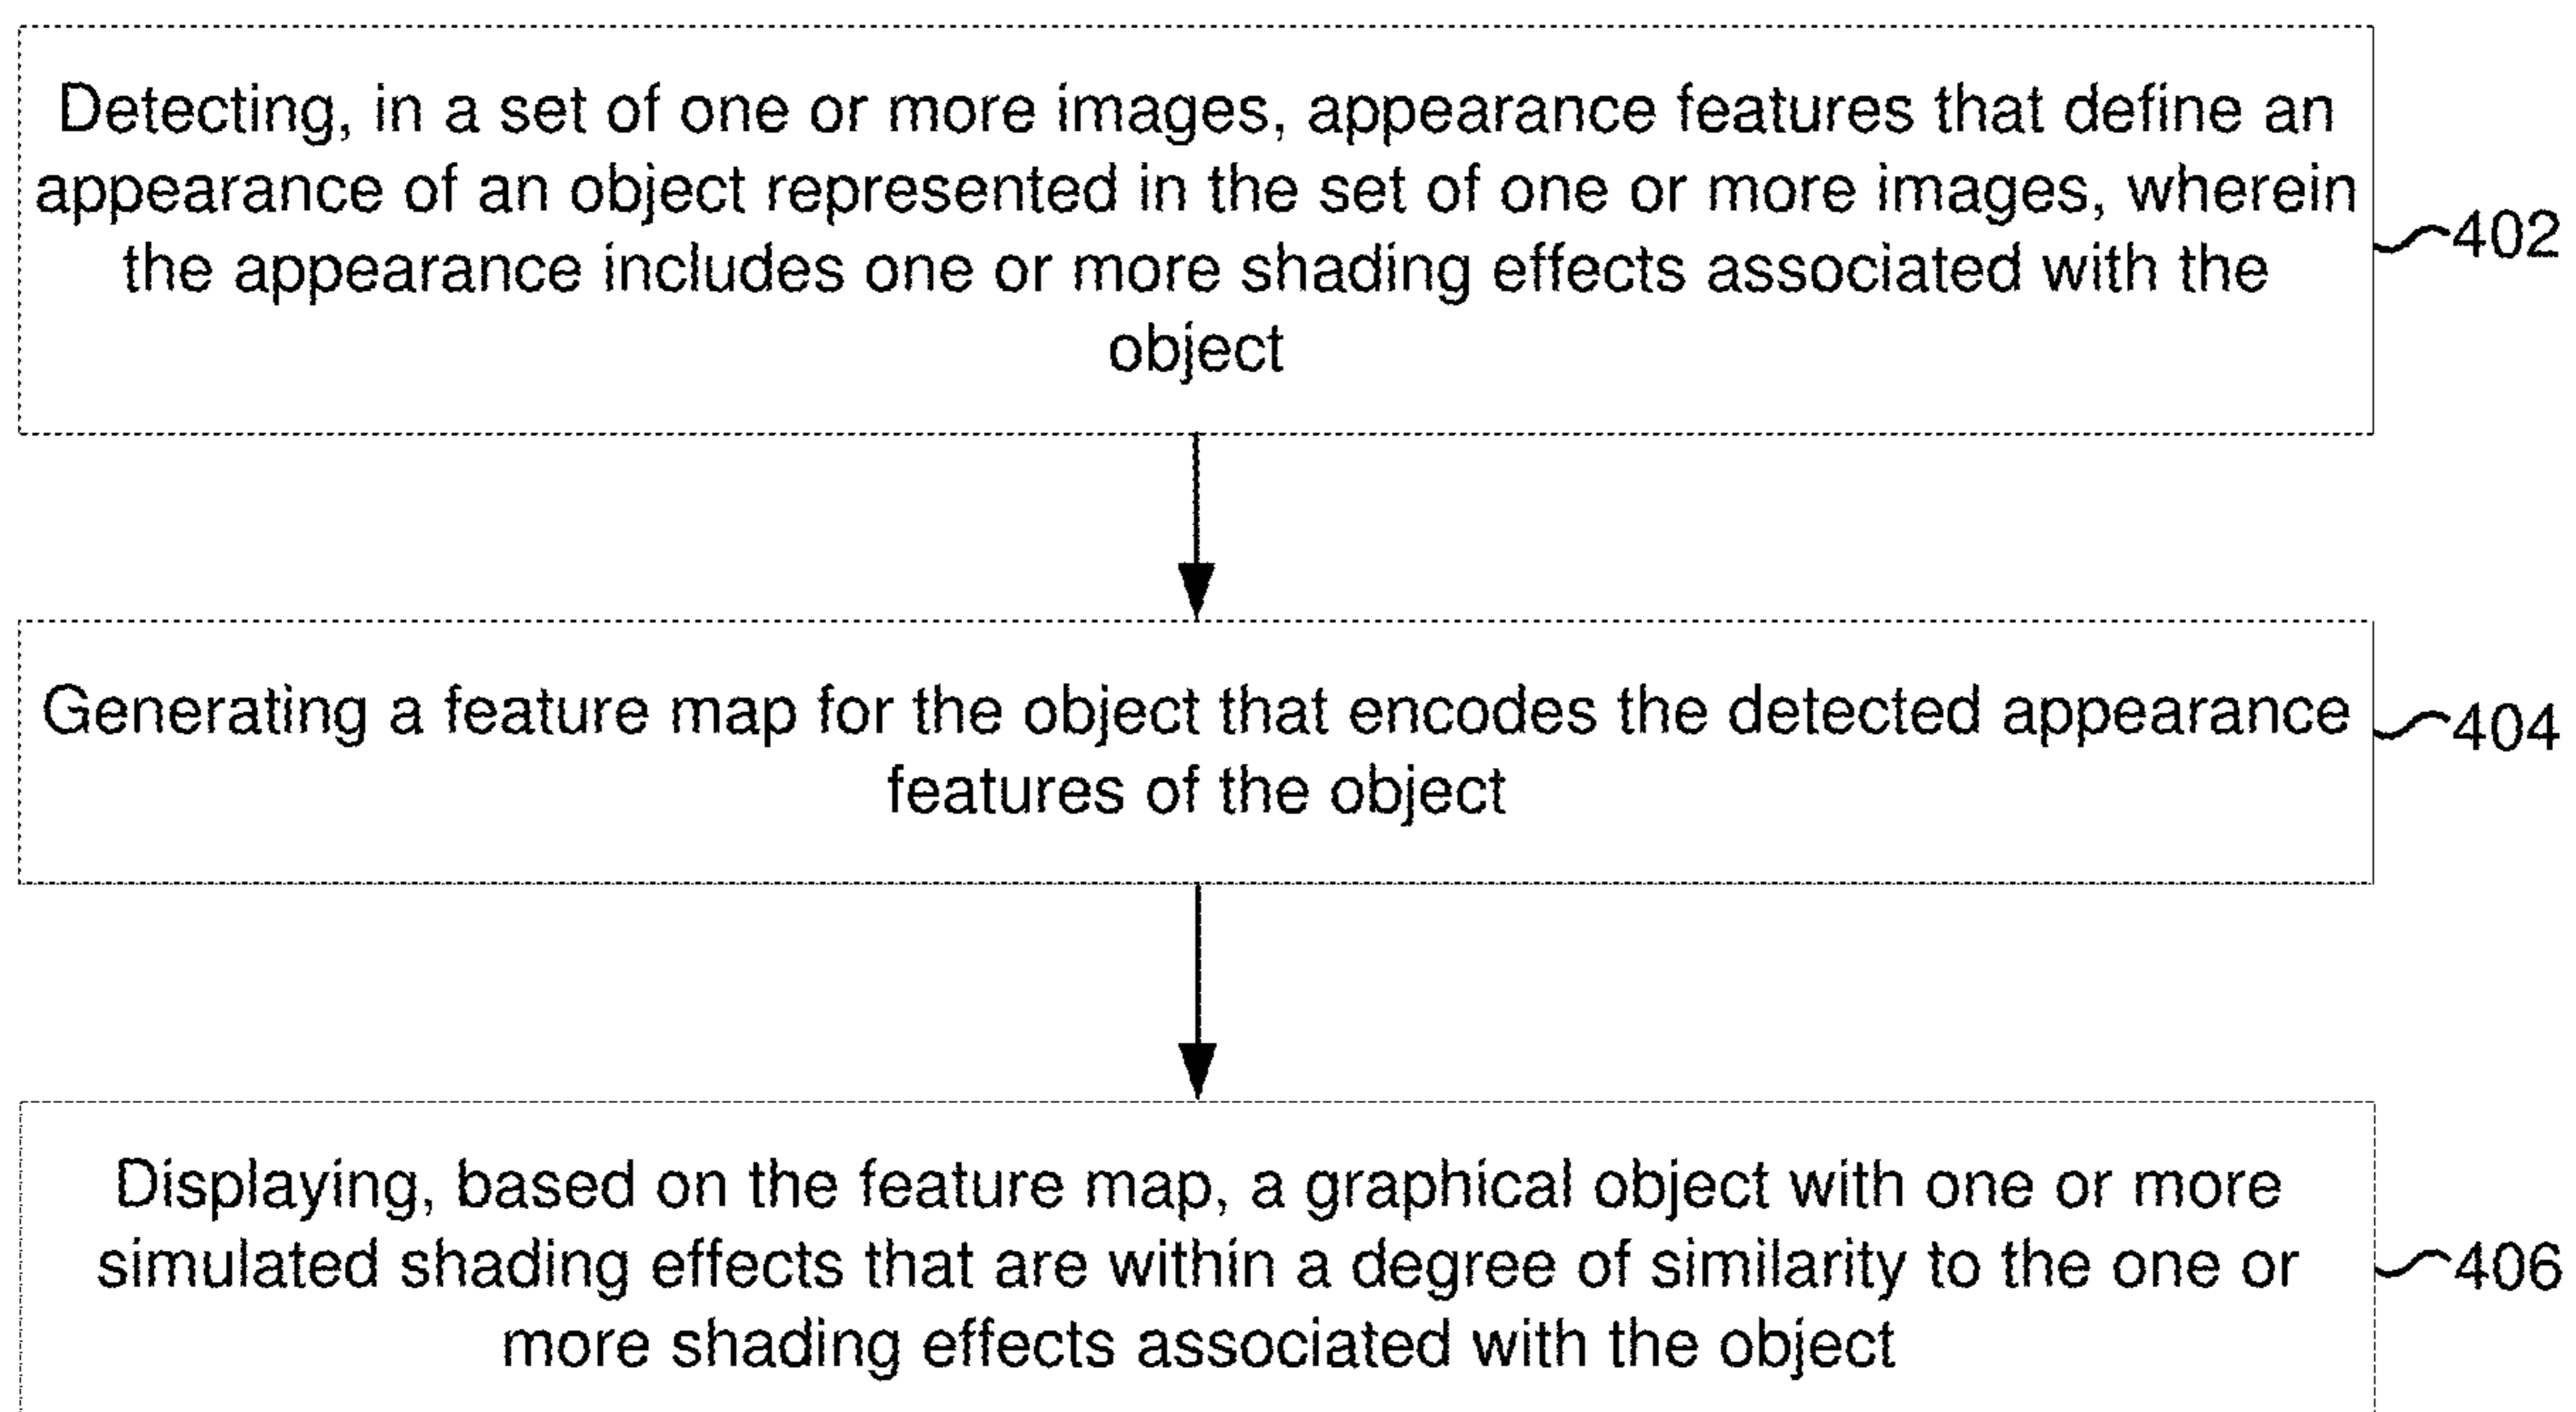 Detecting, in a set of one or more images, appearance features that define an
appearance of an object represented in the set of one or more images, wherein
the appearance includes one or more shading effects associated with the
object
402
Generating a feature map for the object that encodes the detected appearance
features of the object
404
Displaying, based on the feature map, a graphical object with one or more
simulated shading effects that are within a degree of similarity to the one or
more shading effects associated with the object
406